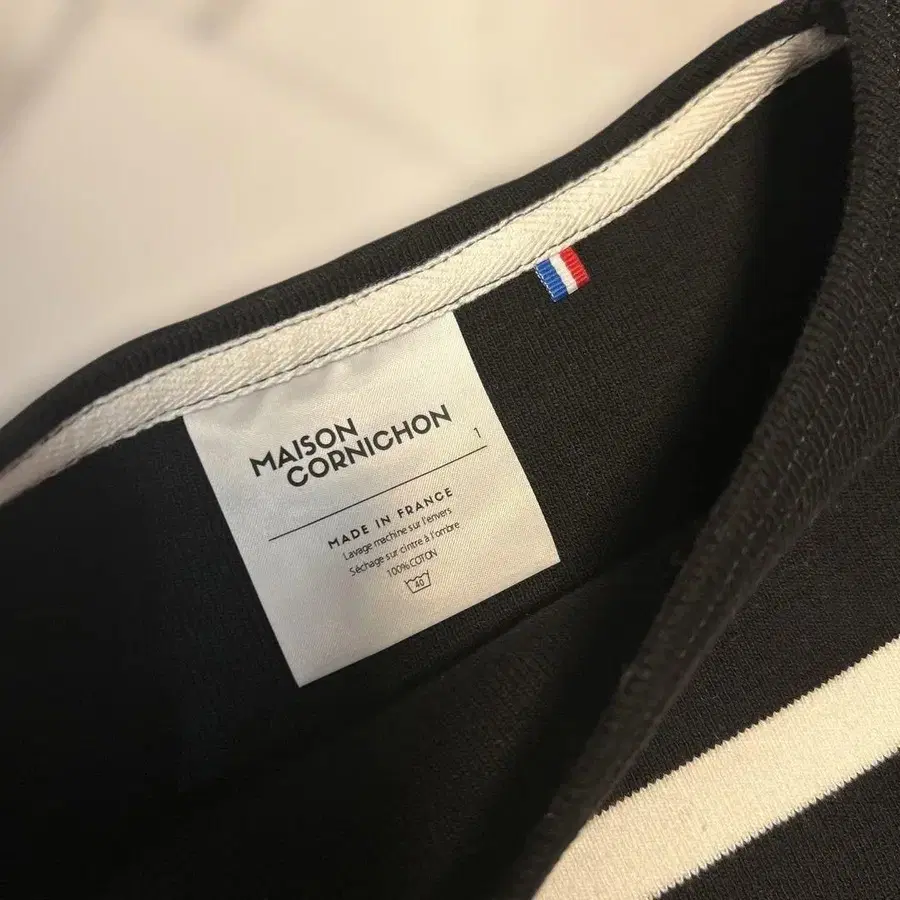 MAISON
CORNICHON
1
MADE IN FRANCE
Lavage machine sur l'envers
Séchage sur cintre à l'ombre
100% COTON
40